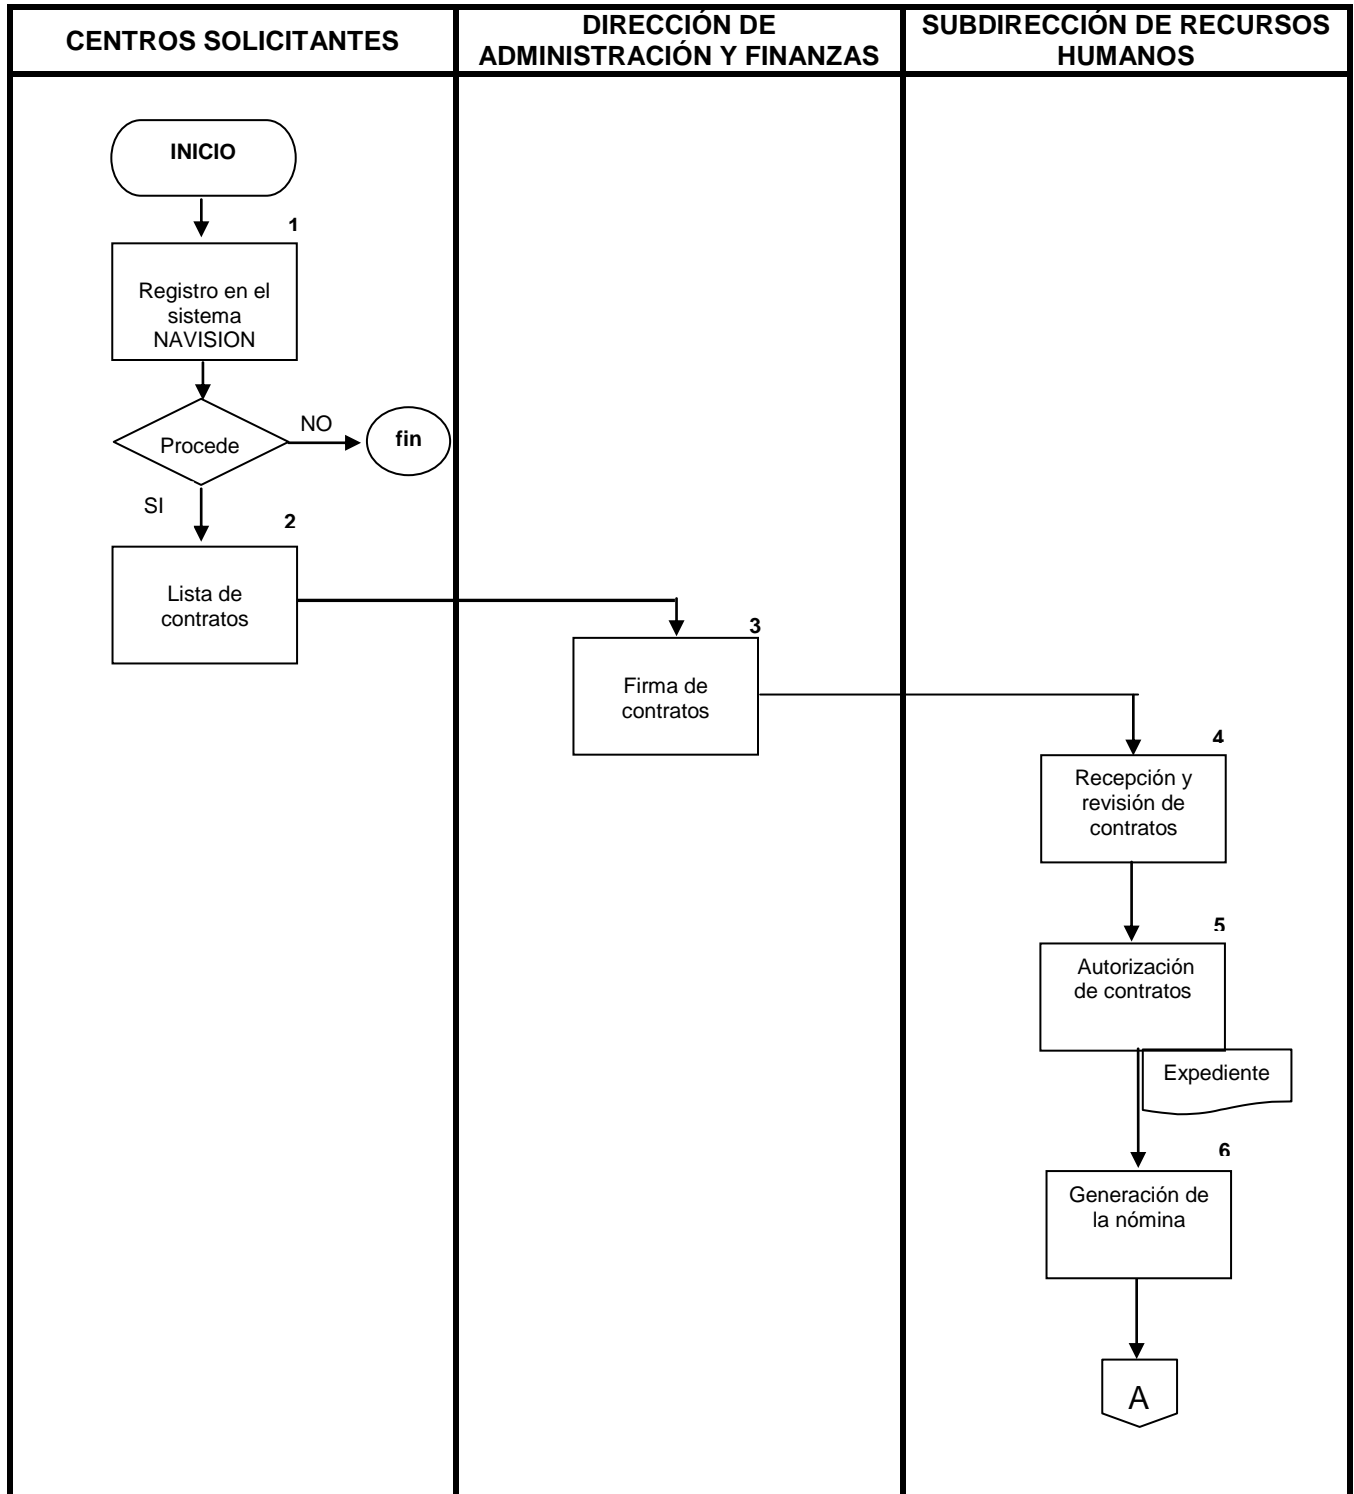 CENTROS SOLICITANTES
DIRECCIÓN DE
ADMINISTRACIÓN Y FINANZAS
SUBDIRECCIÓN DE RECURSOS
HUMANOS
INICIO
1
Registro en el
sistema
NAVISION
Procede
NO
fin
SI
2
Lista de
contratos
3
Firma de
contratos
4
Recepción y
revisión de
contratos
5
Autorización
de contratos
Expediente
6
Generación de
la nómina
A